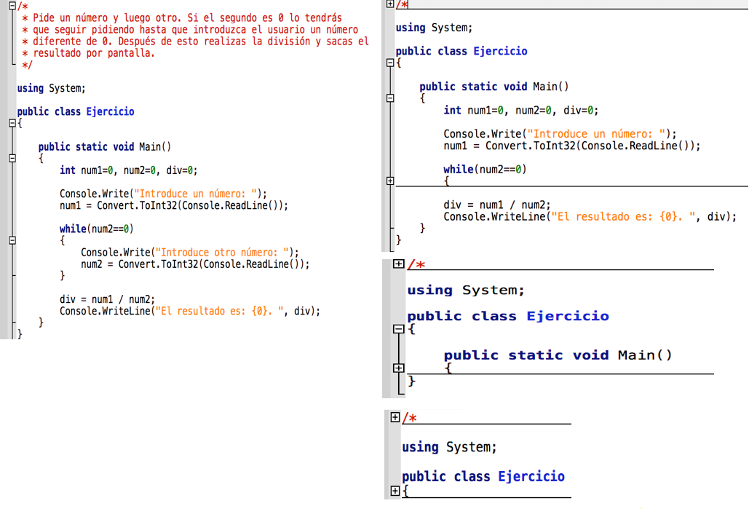 /*
* Pide un número y luego otro. Si el segundo es 0 lo tendrás
* que seguir pidiendo hasta que introduzca el usuario un número
* diferente de 0. Después de esto realizas la división y sacas el
* resultado por pantalla.
*/
using System;
public class Ejercicio
{
public static void Main()
{
int num1=0, num2=0, div=0;
Console.Write("Introduce un número: ");
num1 = Convert.ToInt32(Console.ReadLine());
while(num2==0)
{
Console.Write("Introduce otro número: ");
num2 = Convert.ToInt32(Console.ReadLine());
}
div = num1 / num2;
Console.WriteLine("El resultado es: {0}. ", div);
}
}
/*
using System;
public class Ejercicio
{
public static void Main()
{
int num1=0, num2=0, div=0;
Console.Write("Introduce un número: ");
num1 = Convert.ToInt32(Console.ReadLine());
while(num2==0)
{
div = num1 / num2;
Console.WriteLine("El resultado es: {0}. ", div);
}
}
/*
using System;
public class Ejercicio
{
public static void Main()
{
}
/*
using System;
public class Ejercicio
{